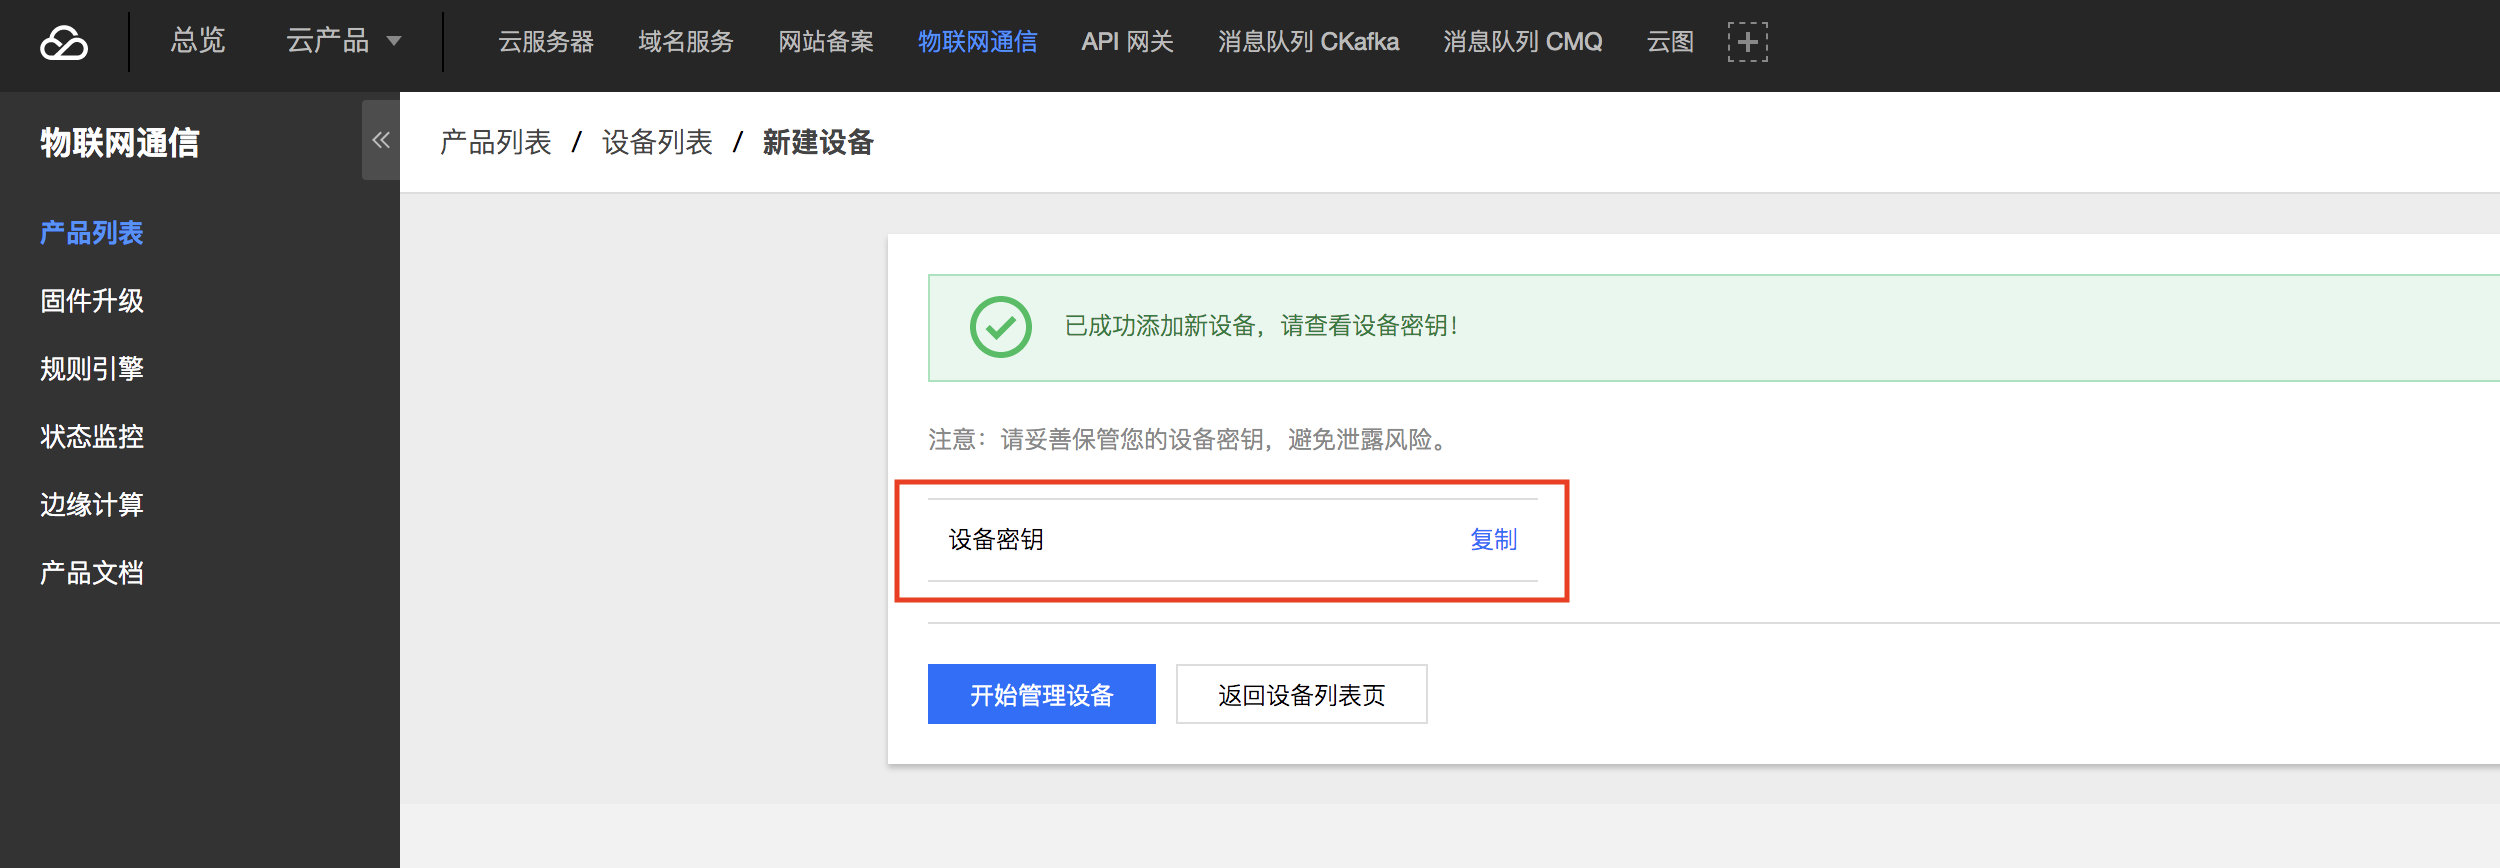 总览 云产品 云服务器 域名服务 网站备案 物联网通信 API 网关 消息队列 CKafka 消息队列 CMQ 云图
物联网通信
产品列表
固件升级
规则引擎
状态监控
边缘计算
产品文档
产品列表 / 设备列表 / 新建设备
已成功添加新设备，请查看设备密钥！
注意：请妥善保管您的设备密钥，避免泄露风险。
设备密钥 复制
开始管理设备 返回设备列表页